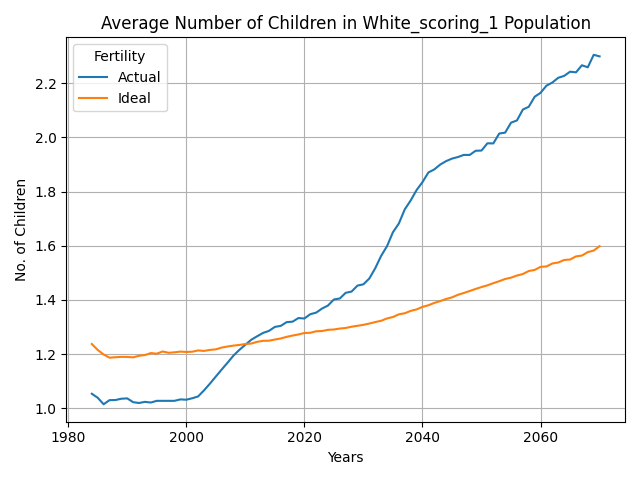 Average Number of Children in White_scoring_1 Population
Fertility
Actual
Ideal
No. of Children
2.2
2.0
1.8
1.6
1.4
1.2
1.0
1980
2000
2020
2040
2060
Years